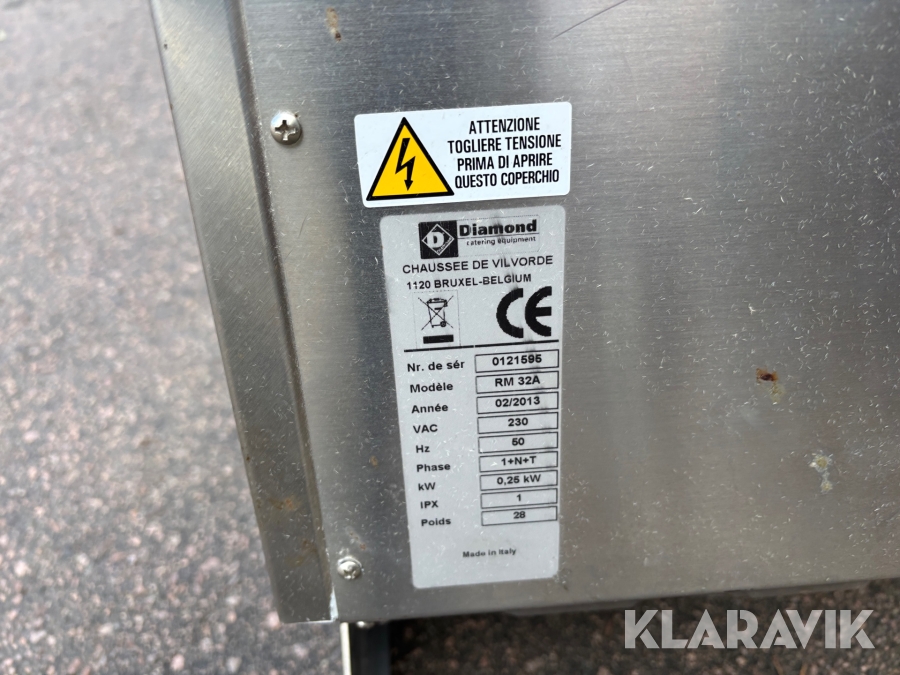 ATTENZIONE
TOGLIERE TENSIONE
PRIMA DI APRIRE
QUESTO COPERCHIO
D Diamond
catering equipment
CHAUSSEE DE VILVORDE
1120 BRUXEL-BELGIUM
CE
Nr. de sér 0121595
Modèle RM 32A
Année 02/2013
VAC 230
Hz 50
Phase 1+N+T
kW 0,25 kW
IPX 1
Poids 28
Made in Italy
KLARAVIK